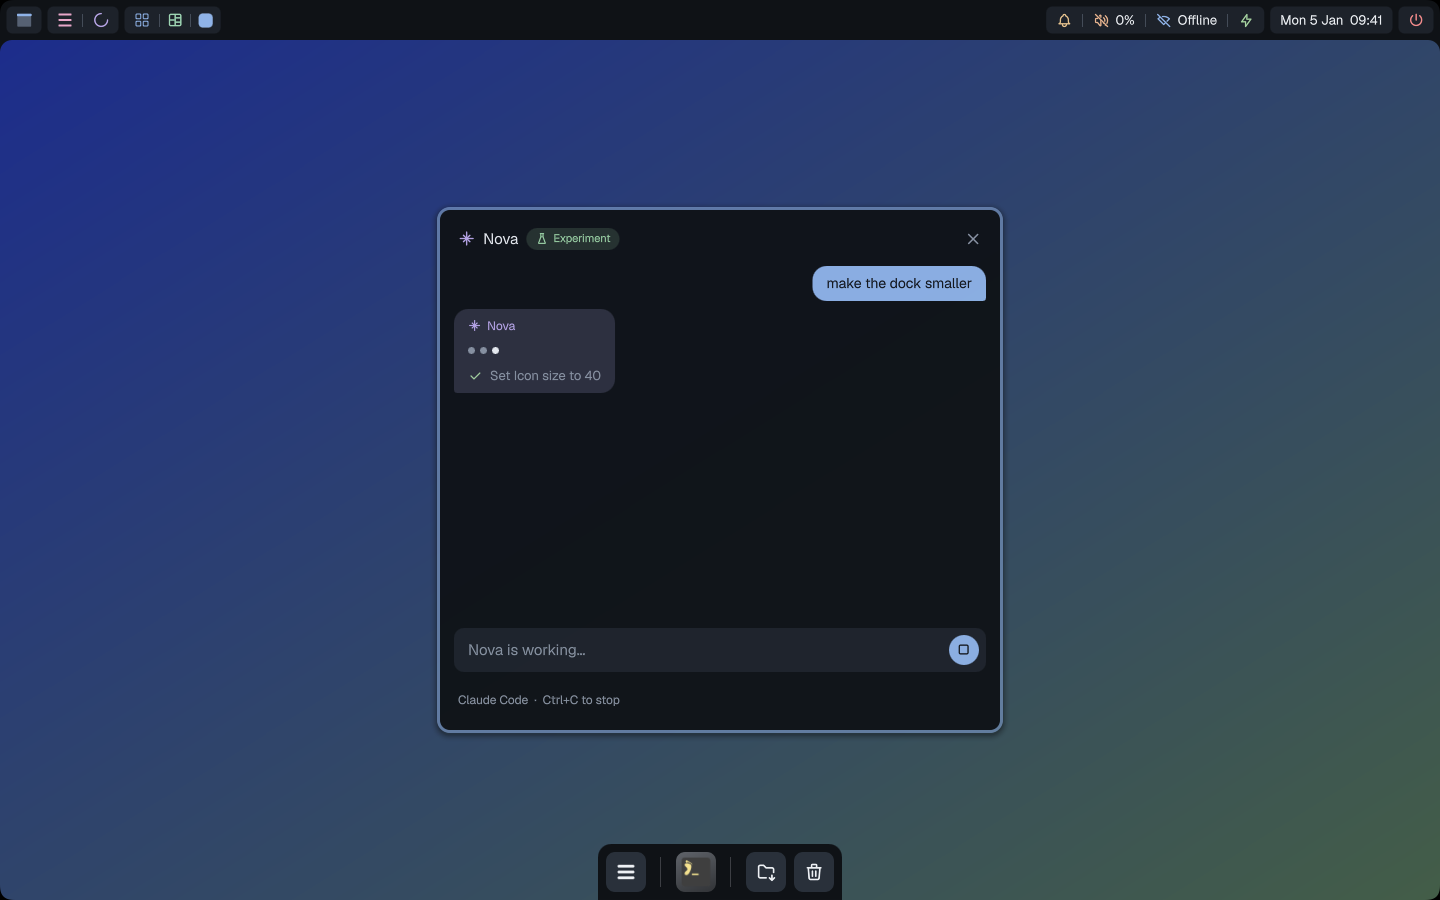 0%
Offline
Mon 5 Jan 09:41
Nova
Experiment
make the dock smaller
Nova
Set Icon size to 40
Nova is working...
Claude Code · Ctrl+C to stop